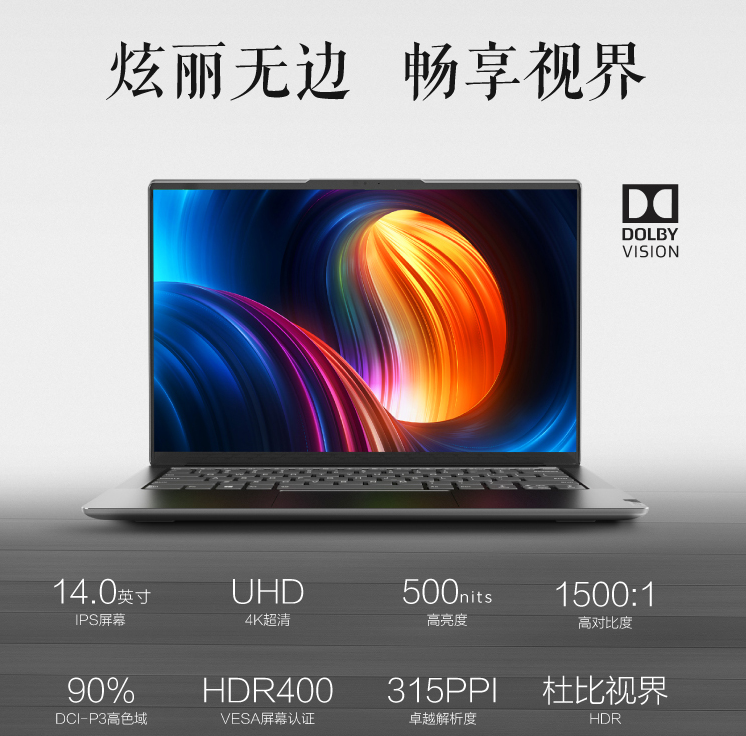 炫丽无边 畅享视界
DOLBY
VISION
14.0英寸 UHD 500nits 1500:1
IPS屏幕 4K超清 高亮度 高对比度
90% HDR400 315PPI 杜比视界
DCI-P3高色域 VESA屏幕认证 卓越解析度 HDR